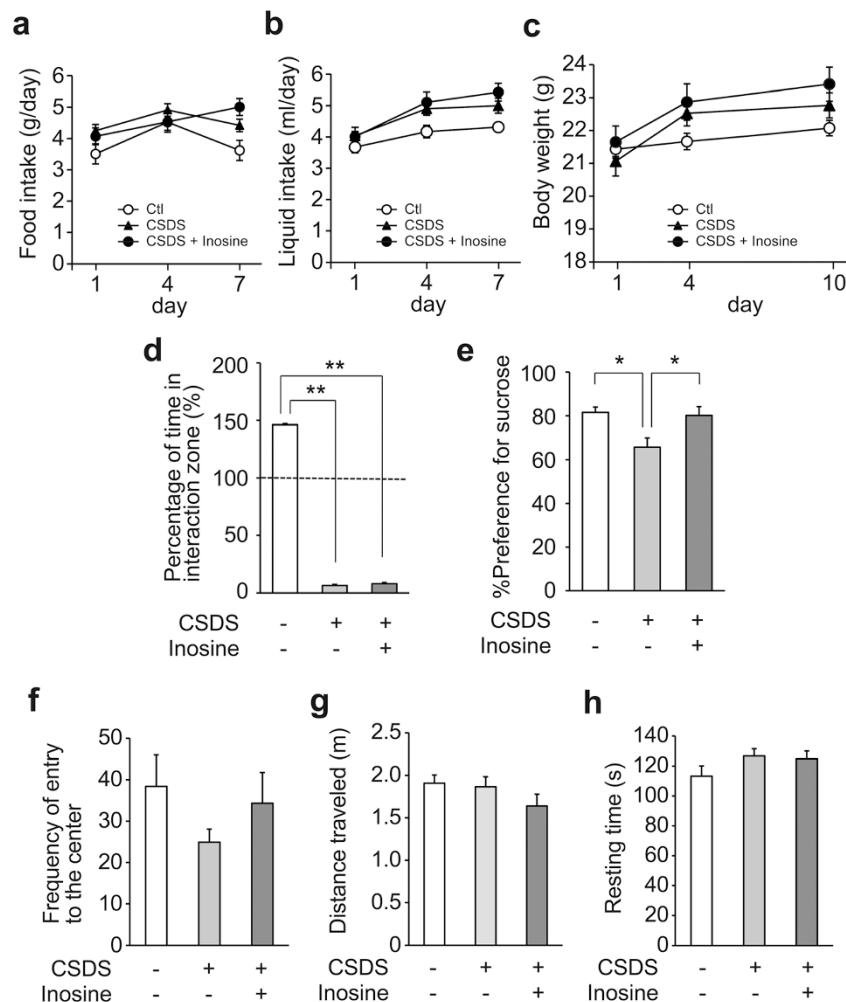 a
Food intake (g/day)
6
5
4
3
2
1
0
Ctl
CSDS
CSDS + Inosine
1 4 7
day
b
Liquid intake (ml/day)
6
5
4
3
2
1
0
Ctl
CSDS
CSDS + Inosine
1 4 7
day
c
Body weight (g)
24
23
22
21
20
19
18
Ctl
CSDS
CSDS + Inosine
1 4 10
day
d
Percentage of time in
interaction zone (%)
200
150
100
50
0
**
**
CSDS - + +
Inosine - - +
e
%Preference for sucrose
100
80
60
40
20
0
* *
CSDS - + +
Inosine - - +
f
Frequency of entry
to the center
50
40
30
20
10
0
CSDS - + +
Inosine - - +
g
Distance traveled (m)
2.5
2.0
1.5
1.0
0.5
0
CSDS - + +
Inosine - - +
h
Resting time (s)
140
120
100
80
60
40
20
0
CSDS - + +
Inosine - - +